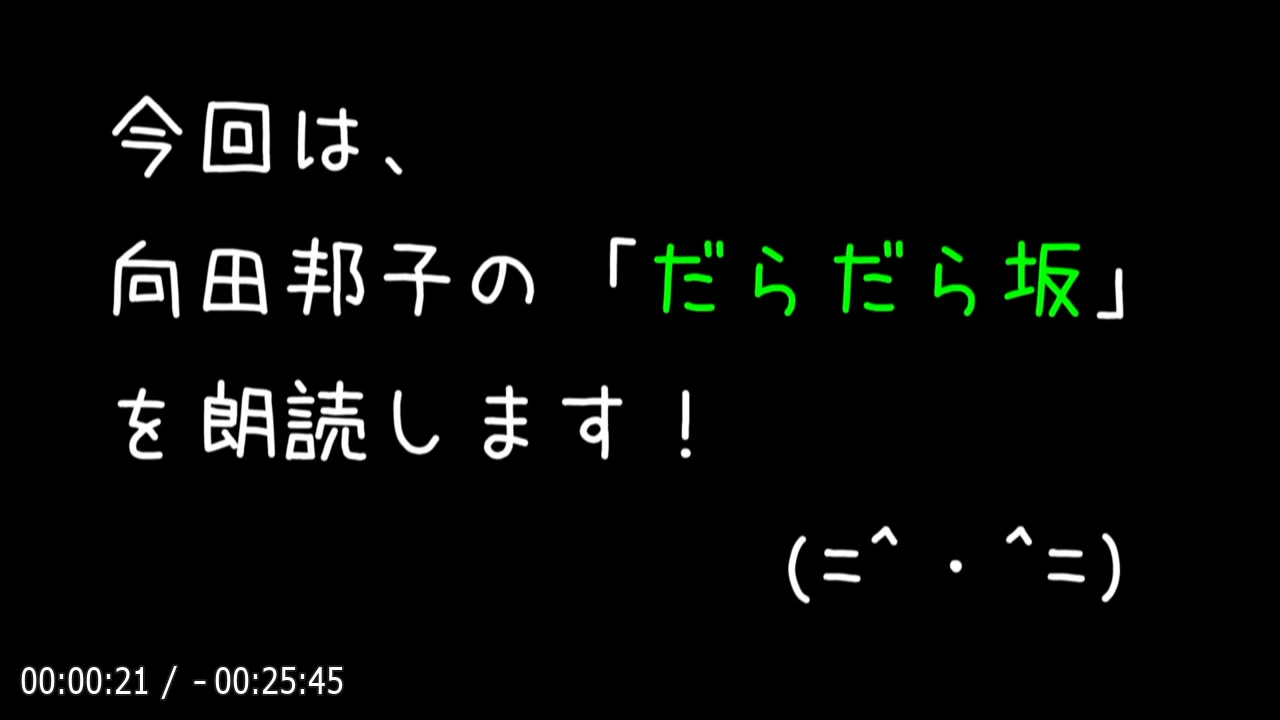 今回は、
向田邦子の「だらだら坂」
を朗読します！
(=^ · ^=)
00:00:21 / -00:25:45